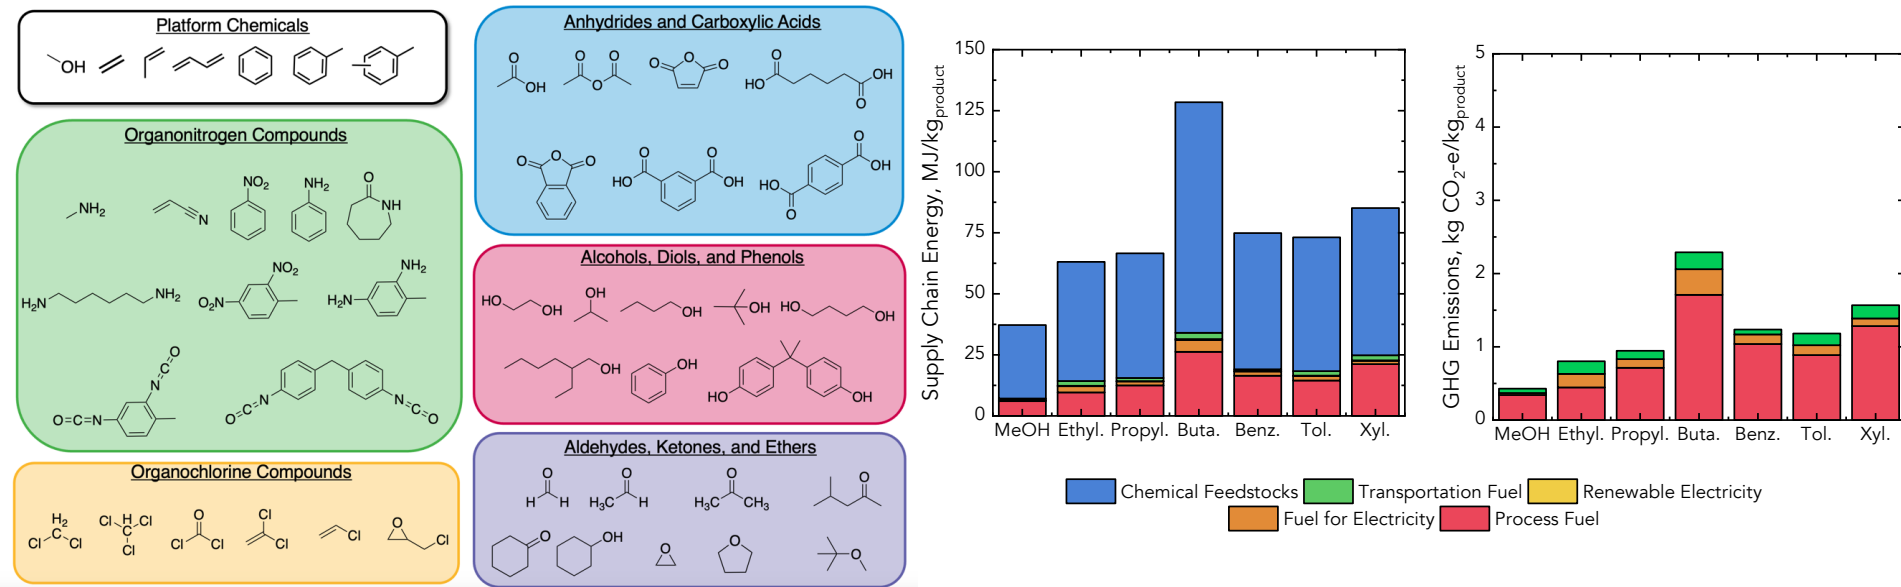 Platform Chemicals
OH
Organonitrogen Compounds
NH2
N
NO2
NH2
O
NH
H2N
NH2
NO2
O2N
NH2
H2N
O
C
N
O=C=N
O
C
N
N
C
O
Organochlorine Compounds
H2
C
Cl
Cl
Cl
H
C
Cl
Cl
O
Cl
Cl
Cl
Cl
Cl
O
Cl
Anhydrides and Carboxylic Acids
O
OH
O
O
O
O
O
O
O
HO
OH
O
O
O
O
O
O
HO
OH
O
OH
HO
O
Alcohols, Diols, and Phenols
HO
OH
OH
OH
OH
HO
OH
OH
OH
HO
OH
Aldehydes, Ketones, and Ethers
O
H
H
O
H3C
H
O
H3C
CH3
O
O
OH
O
O
O
Supply Chain Energy, MJ/kgproduct
150
125
100
75
50
25
0
MeOH Ethyl. Propyl. Buta. Benz. Tol. Xyl.
GHG Emissions, kg CO2-e/kgproduct
5
4
3
2
1
0
MeOH Ethyl. Propyl. Buta. Benz. Tol. Xyl.
Chemical Feedstocks Transportation Fuel Renewable Electricity
Fuel for Electricity Process Fuel